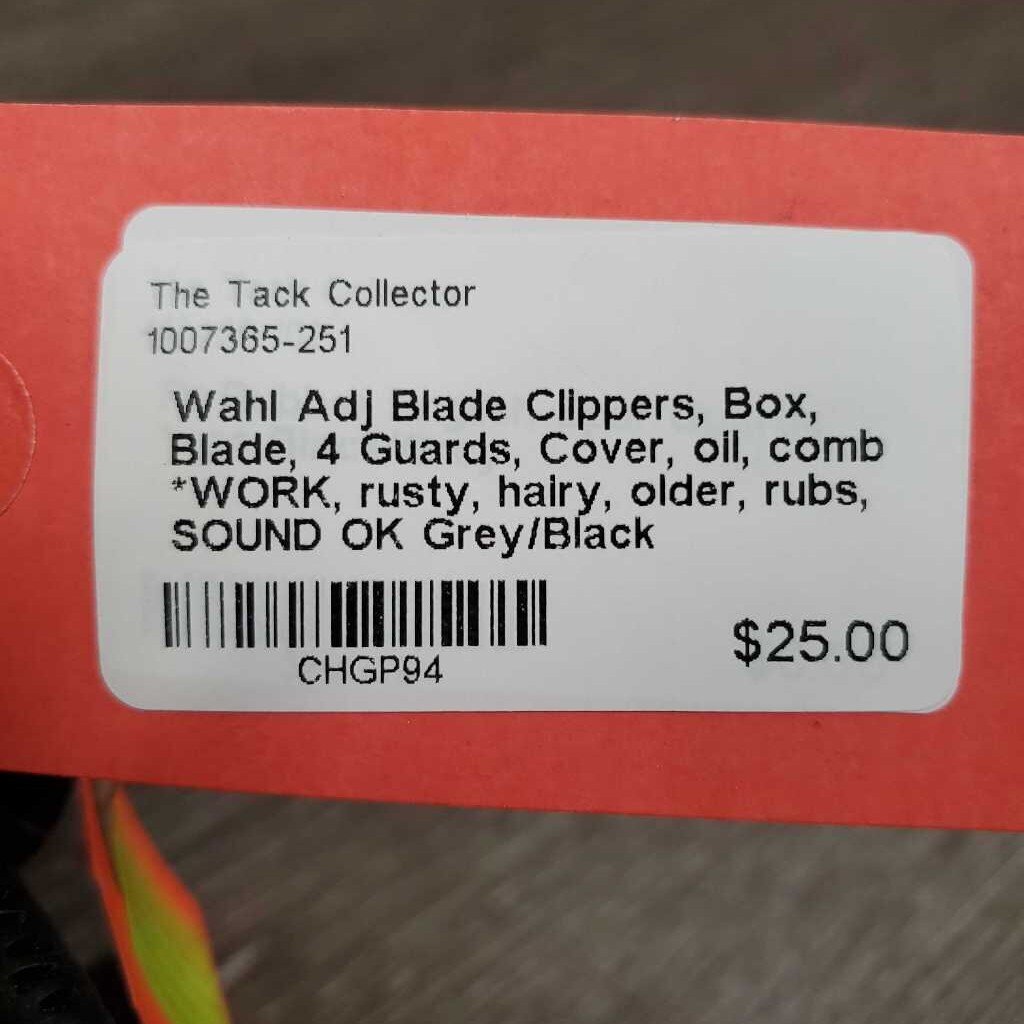 The Tack Collector
1007365-251
Wahl Adj Blade Clippers, Box,
Blade, 4 Guards, Cover, oil, comb
*WORK, rusty, hairy, older, rubs,
SOUND OK Grey/Black
CHGP94
$25.00